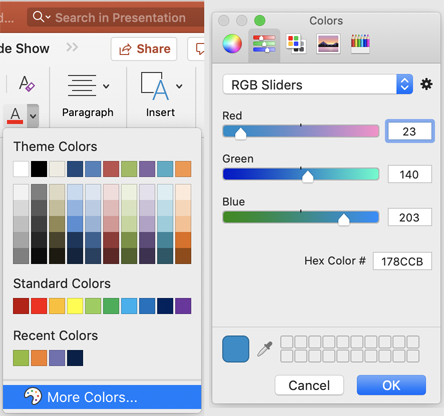 d...
Search in Presentation
de Show
Share
A
Paragraph
A
Insert
A
Theme Colors
Standard Colors
Recent Colors
More Colors...
Colors
RGB Sliders
Red
23
Green
140
Blue
203
Hex Color # 178CCB
Cancel
OK